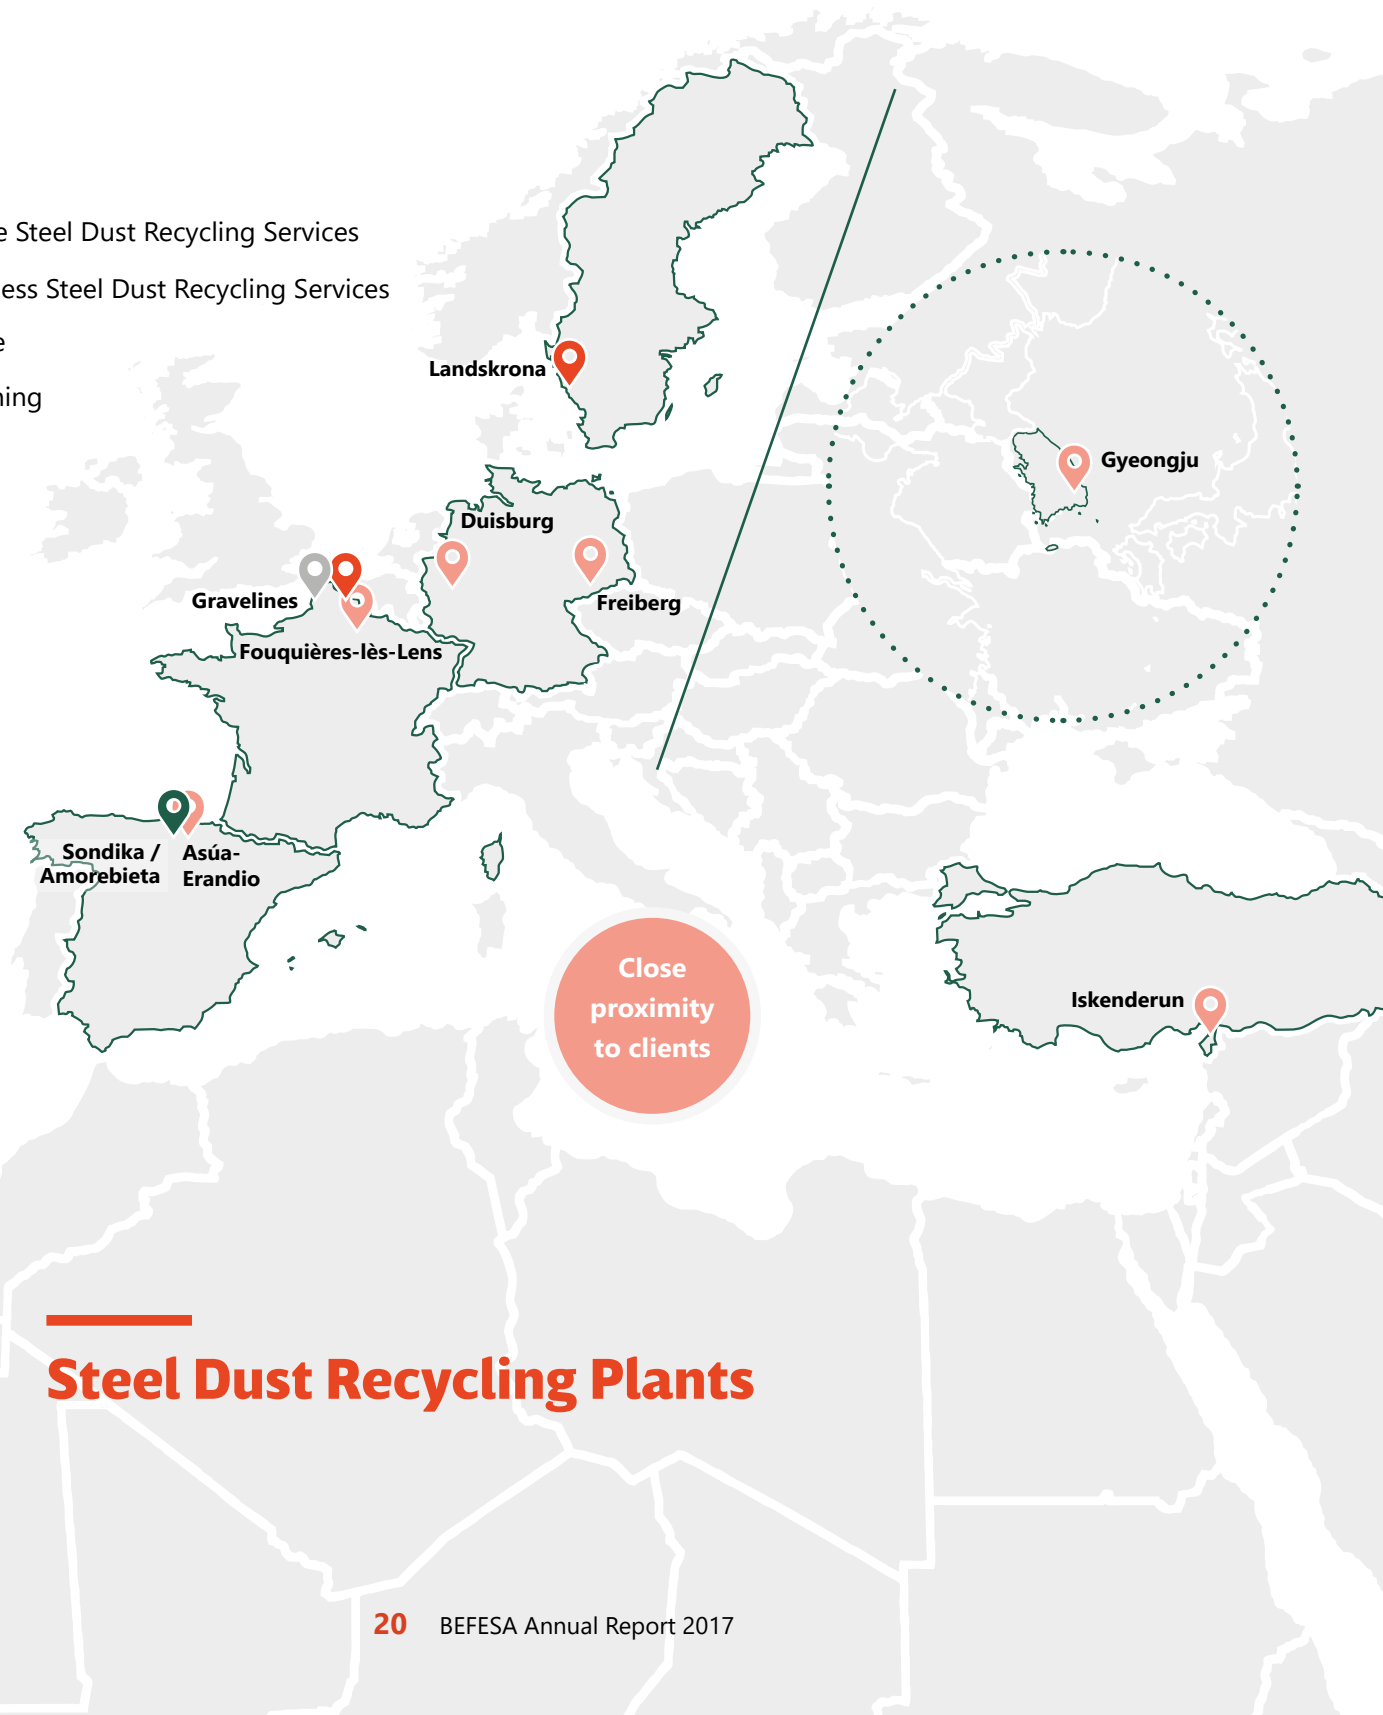 e Steel Dust Recycling Services
ess Steel Dust Recycling Services
e
ning
Landskrona
Gyeongju
Duisburg
Gravelines
Freiberg
Fouquières-lès-Lens
Sondika /
Amorebieta
Asúa-
Erandio
Close
proximity
to clients
Iskenderun
Steel Dust Recycling Plants
20 BEFESA Annual Report 2017